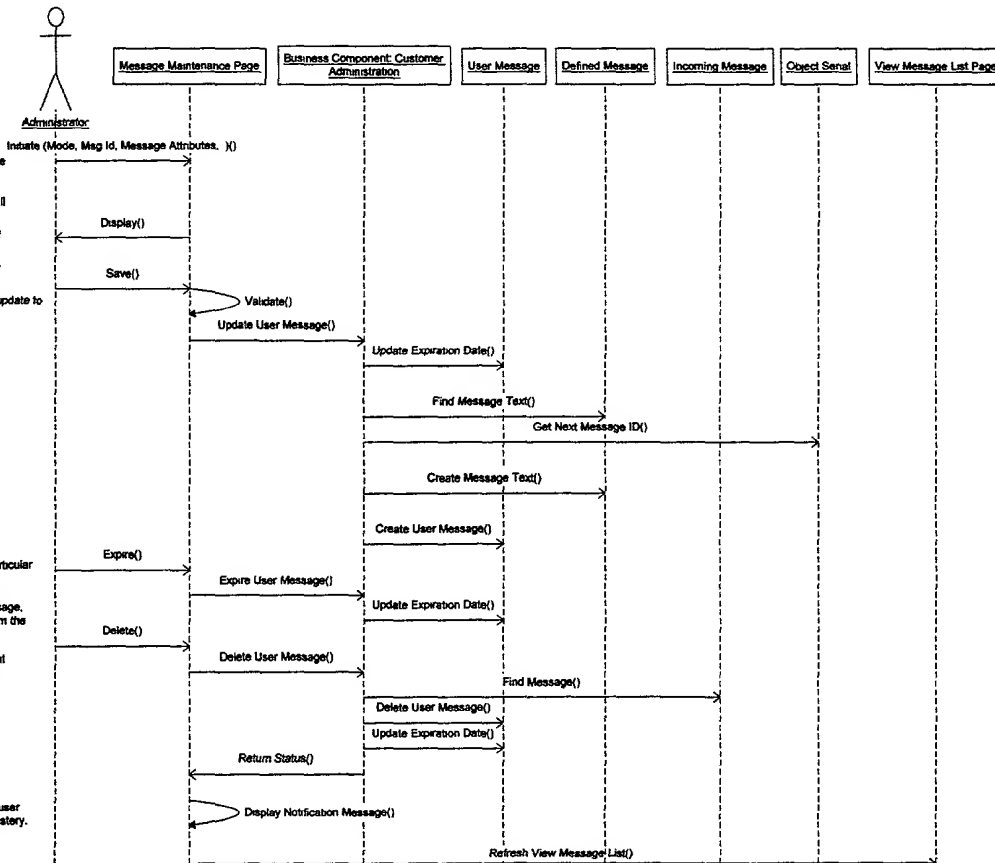 Message Maintenance Page
Business Component: Customer
Administration
User Message
Defined Message
Incoming Message
Object Serial
View Message List Page
Administrator
Initiate (Mode, Msg Id, Message Attributes, )()
Display()
Save()
update to
Validate()
Update User Message()
Update Expiration Date()
Find Message Text()
Get Next Message ID()
Create Message Text()
Create User Message()
Expire()
Expire User Message()
Update Expiration Date()
Delete()
Delete User Message()
Find Message()
Delete User Message()
Update Expiration Date()
Return Status()
user
Display Notification Message()
Refresh View Message List()